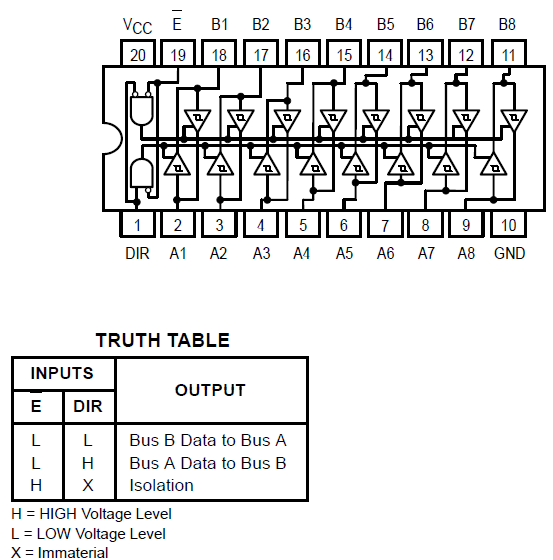 VCC E B1 B2 B3 B4 B5 B6 B7 B8
20 19 18 17 16 15 14 13 12 11
1 2 3 4 5 6 7 8 9 10
DIR A1 A2 A3 A4 A5 A6 A7 A8 GND
TRUTH TABLE
INPUTS OUTPUT
E DIR
L L Bus B Data to Bus A
L H Bus A Data to Bus B
H X Isolation
H = HIGH Voltage Level
L = LOW Voltage Level
X = Immaterial